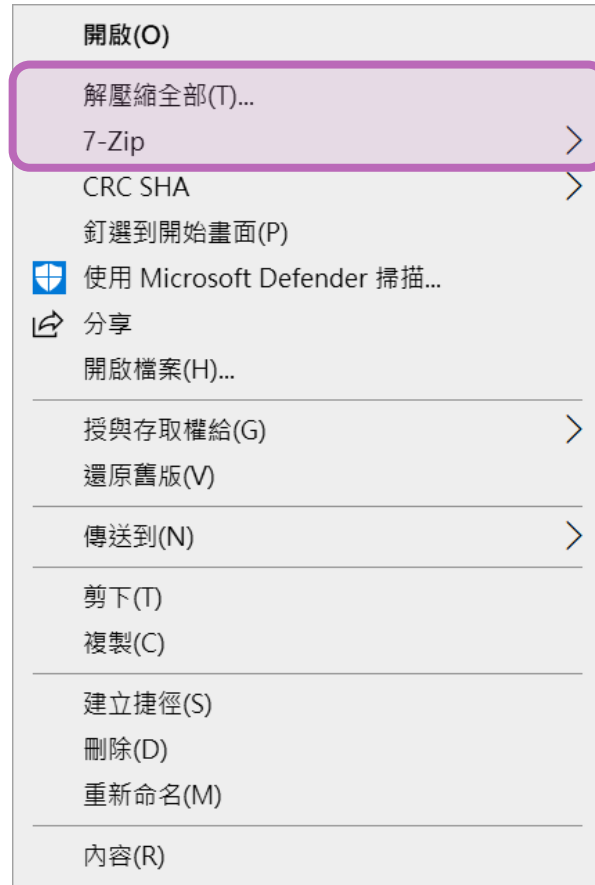 開啟(O)
解壓縮全部(T)...
7-Zip
CRC SHA
釘選到開始畫面(P)
使用 Microsoft Defender 掃描...
分享
開啟檔案(H)...
授與存取權給(G)
還原舊版(V)
傳送到(N)
剪下(T)
複製(C)
建立捷徑(S)
刪除(D)
重新命名(M)
內容(R)